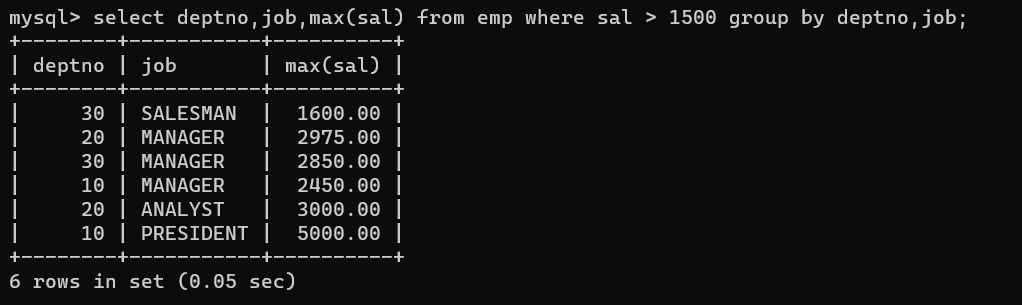 mysql> select deptno,job,max(sal) from emp where sal > 1500 group by deptno,job;
+--------+-----------+----------+
| deptno | job       | max(sal) |
+--------+-----------+----------+
|     30 | SALESMAN  |  1600.00 |
|     20 | MANAGER   |  2975.00 |
|     30 | MANAGER   |  2850.00 |
|     10 | MANAGER   |  2450.00 |
|     20 | ANALYST   |  3000.00 |
|     10 | PRESIDENT |  5000.00 |
+--------+-----------+----------+
6 rows in set (0.05 sec)